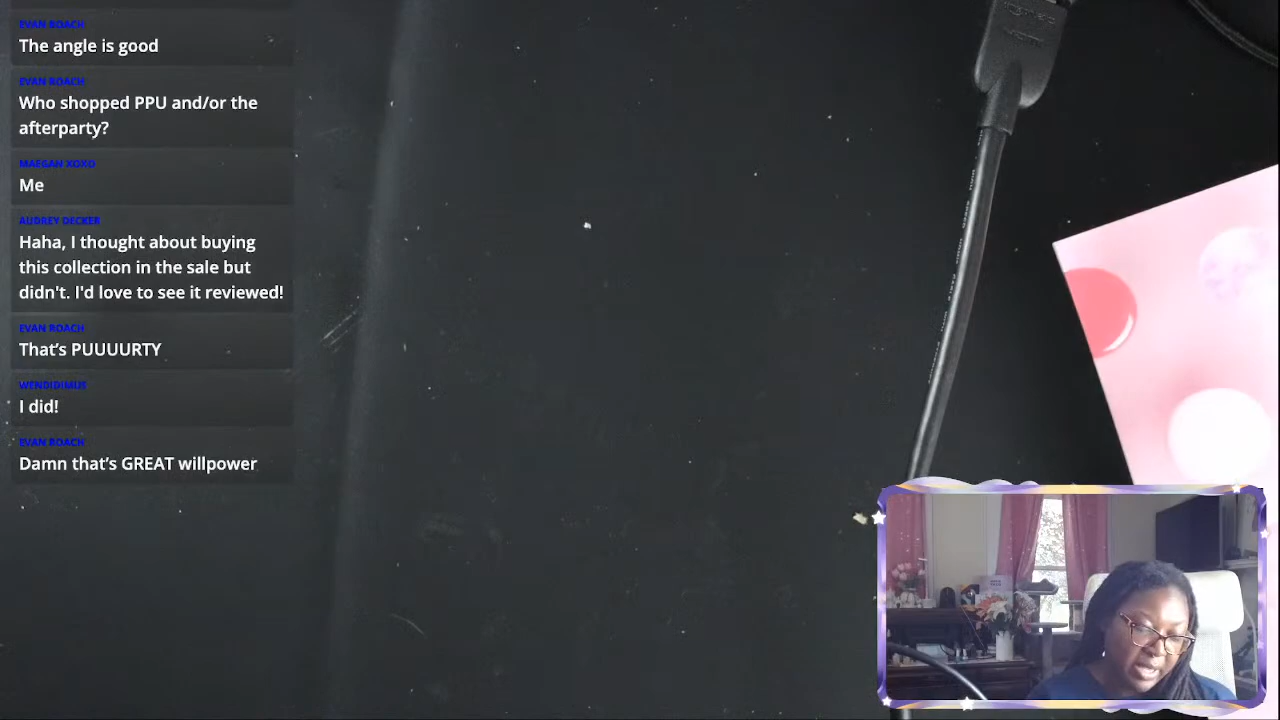 EVAN ROACH
The angle is good
EVAN ROACH
Who shopped PPU and/or the
afterparty?
MAEGAN XOXO
Me
AUDREY DECKER
Haha, I thought about buying
this collection in the sale but
didn't. I'd love to see it reviewed!
EVAN ROACH
That's PUUUURTY
WENDIDIMUS
I did!
EVAN ROACH
Damn that's GREAT willpower